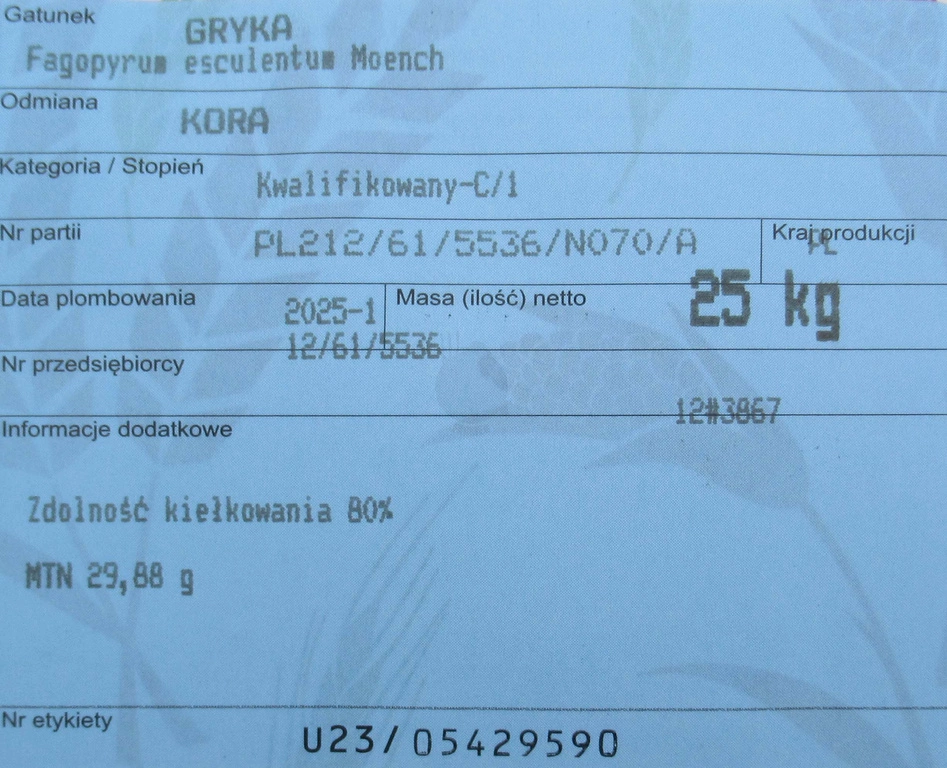 Gatunek
GRYKA
Fagopyrum esculentum Moench
Odmiana
KORA
Kategoria / Stopień
Kwalifikowany-C/1
Nr partii
PL212/61/5536/N070/A
Kraj produkcji
PL
Data plombowania
2025-1
Masa (ilość) netto
25 kg
12/61/5536
Nr przedsiębiorcy
12#3867
Informacje dodatkowe
Zdolność kiełkowania 80%
MTN 29,88 g
Nr etykiety
U23/05429590